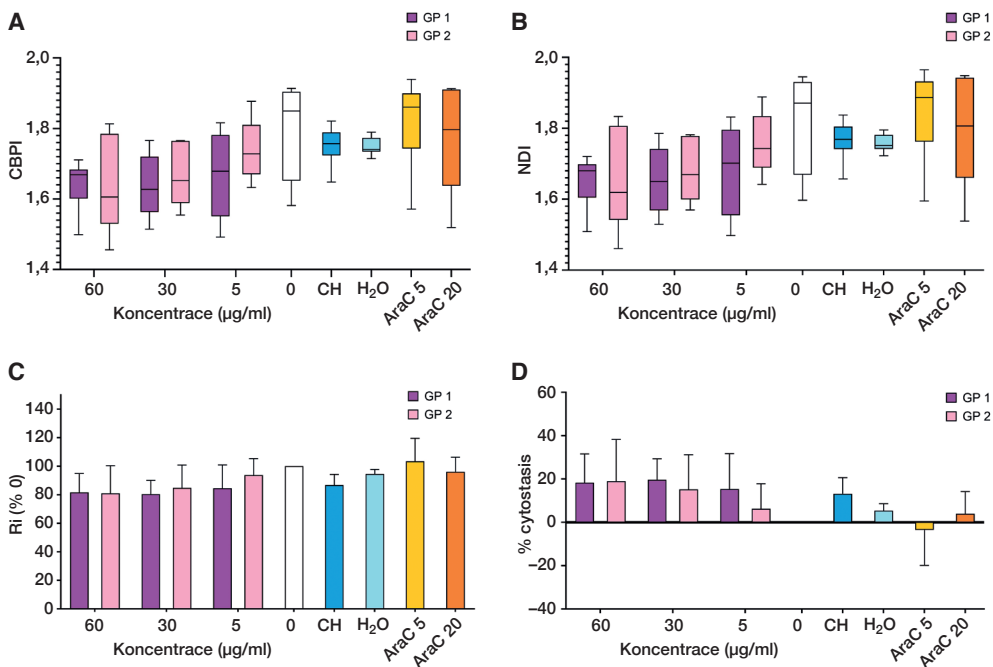 A
GP 1
GP 2
CBPI
2,0
1,8
1,6
1,4
60 30 5 0 CH H₂O AraC 5 AraC 20
Koncentrace (µg/ml)
B
GP 1
GP 2
NDI
2,0
1,8
1,6
1,4
60 30 5 0 CH H₂O AraC 5 AraC 20
Koncentrace (µg/ml)
C
GP 1
GP 2
Ri (% 0)
140
120
100
80
60
40
20
0
60 30 5 0 CH H₂O AraC 5 AraC 20
Koncentrace (µg/ml)
D
GP 1
GP 2
% cytostasis
60
40
20
0
−20
−40
60 30 5 0 CH H₂O AraC 5 AraC 20
Koncentrace (µg/ml)